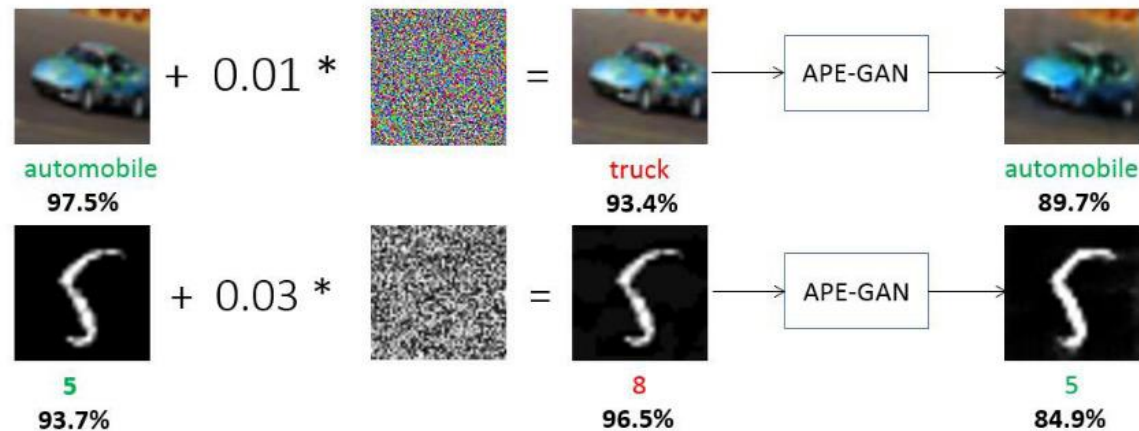 + 0.01 * = APE-GAN
automobile truck automobile
97.5% 93.4% 89.7%
+ 0.03 * = APE-GAN
5 8 5
93.7% 96.5% 84.9%